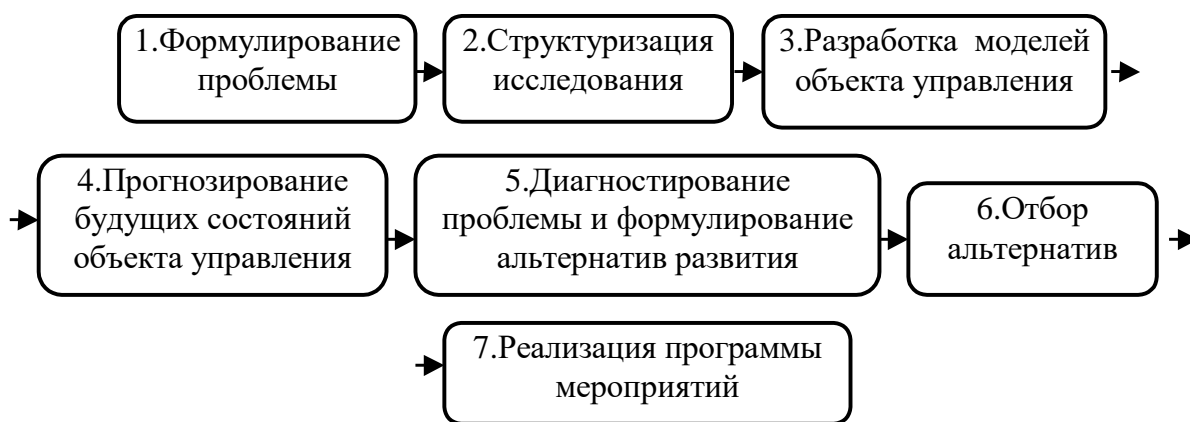 1.Формулирование
проблемы
2.Структуризация
исследования
3.Разработка моделей
объекта управления
4.Прогнозирование
будущих состояний
объекта управления
5.Диагностирование
проблемы и формулирование
альтернатив развития
6.Отбор
альтернатив
7.Реализация программы
мероприятий